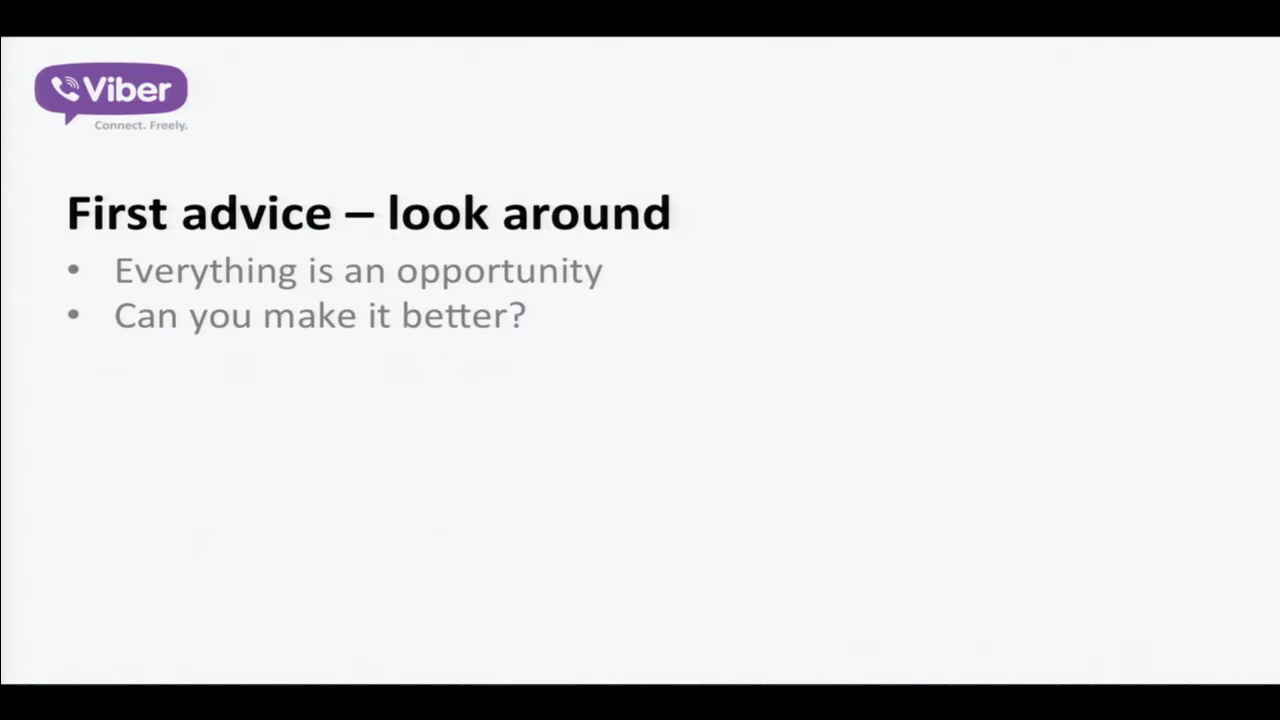 Viber
Connect. Freely.
First advice – look around
• Everything is an opportunity
• Can you make it better?